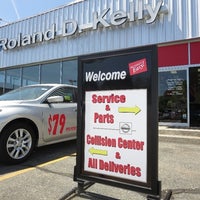 Roland D. Kelly
Welcome
Service
&
Parts
Collision Center
&
All Deliveries
$79